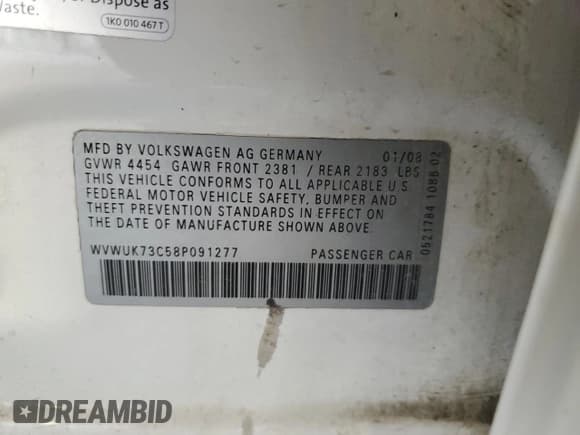 Dispose as
Waste.
1K0 010 467 T
MFD BY VOLKSWAGEN AG GERMANY 01/08
GVWR 4454 GAWR FRONT 2381 / REAR 2183 LBS
THIS VEHICLE CONFORMS TO ALL APPLICABLE U.S.
FEDERAL MOTOR VEHICLE SAFETY, BUMPER AND
THEFT PREVENTION STANDARDS IN EFFECT ON
THE DATE OF MANUFACTURE SHOWN ABOVE.
WVWUK73C58P091277 PASSENGER CAR
0521784 1086 02
DREAMBID